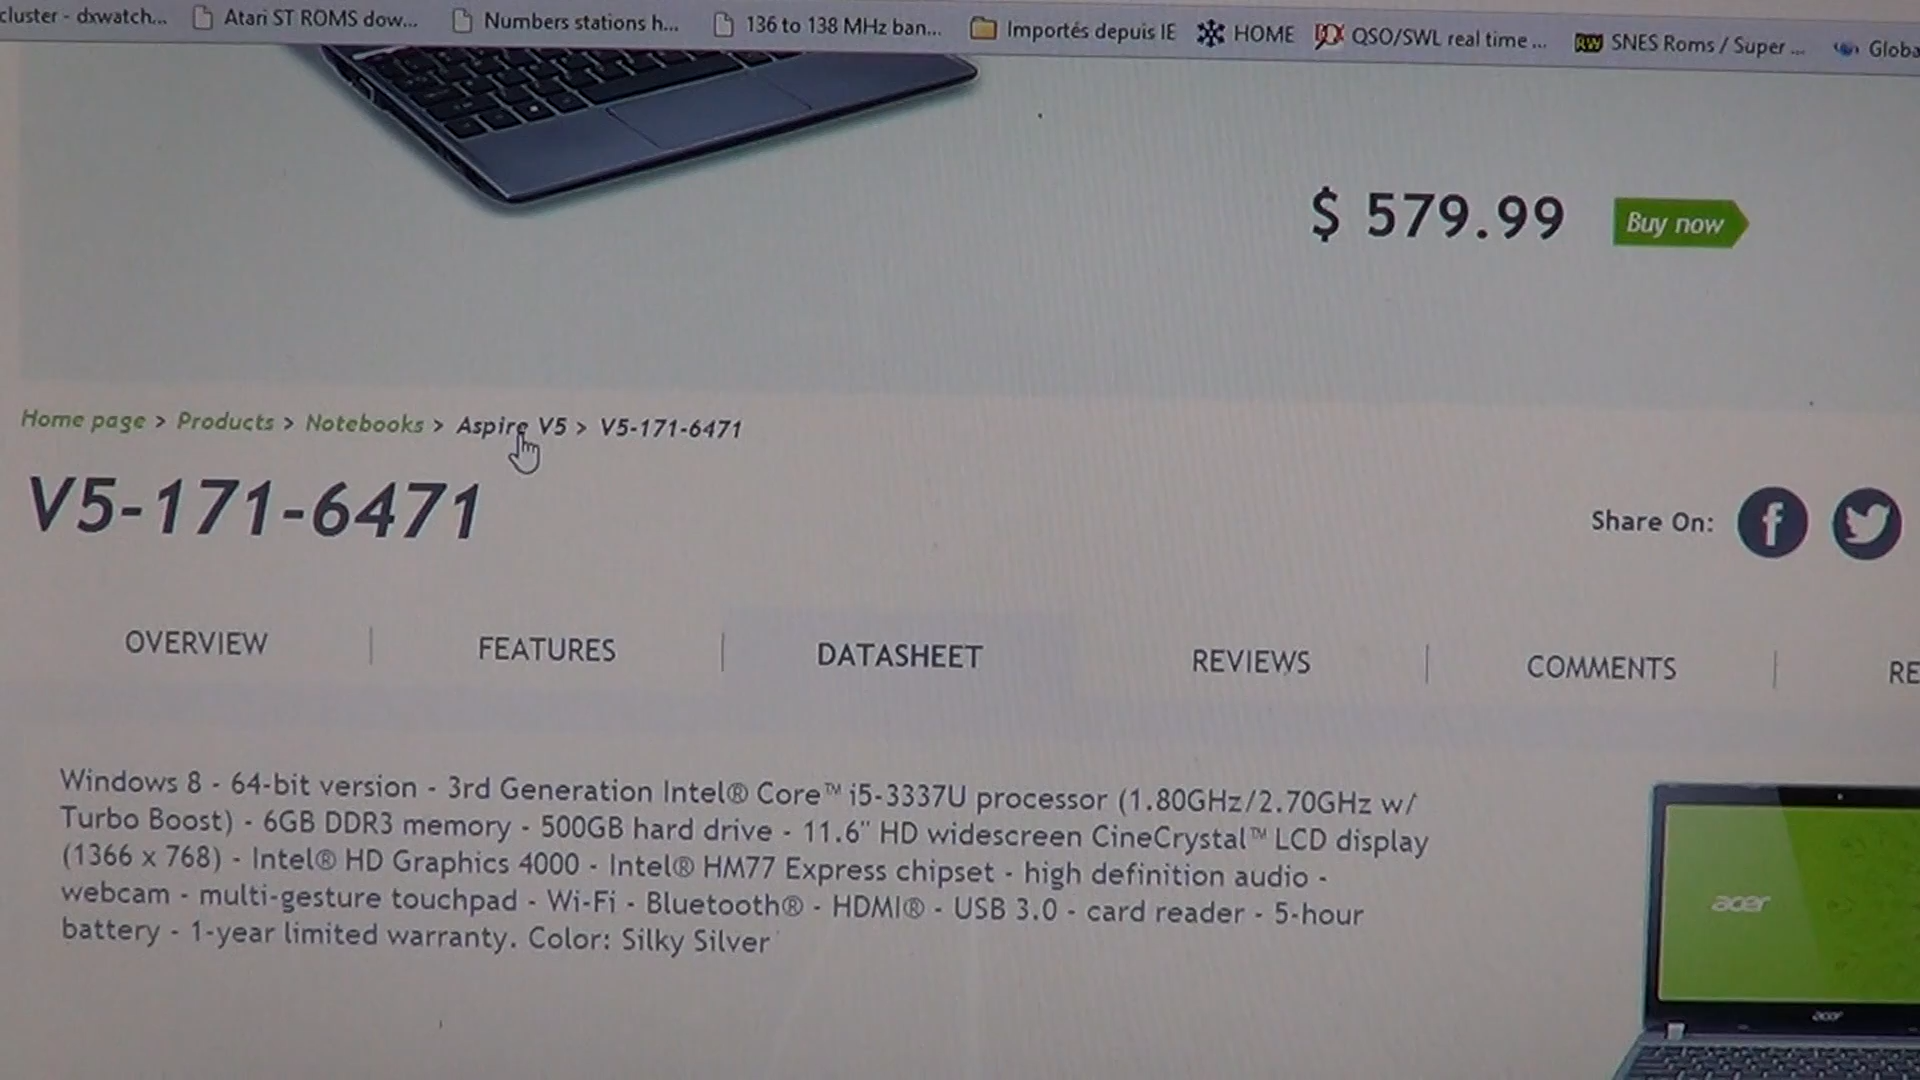 cluster - dxwatch... Atari ST ROMS dow... Numbers stations h... 136 to 138 MHz ban... Importés depuis IE HOME QSO/SWL real time ... RW SNES Roms / Super ... Globa
$ 579.99 Buy now
Home page > Products > Notebooks > Aspire V5 > V5-171-6471
V5-171-6471
Share On:
OVERVIEW | FEATURES | DATASHEET REVIEWS | COMMENTS | RE
Windows 8 - 64-bit version - 3rd Generation Intel® Core™ i5-3337U processor (1.80GHz/2.70GHz w/
Turbo Boost) - 6GB DDR3 memory - 500GB hard drive - 11.6" HD widescreen CineCrystal™ LCD display
(1366 x 768) - Intel® HD Graphics 4000 - Intel® HM77 Express chipset - high definition audio -
webcam - multi-gesture touchpad - Wi-Fi - Bluetooth® - HDMI® - USB 3.0 - card reader - 5-hour
battery - 1-year limited warranty. Color: Silky Silver
acer
acer